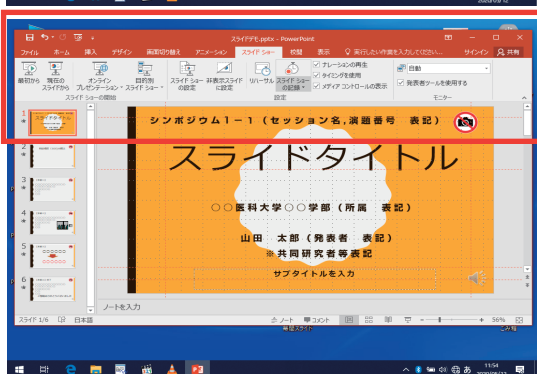 スライドデモ.pptx - PowerPoint
ファイル ホーム 挿入 デザイン 画面切り替え アニメーション スライド ショー 校閲 表示 実行したい作業を入力してください... サインイン 共有
最初から 現在のスライドから オンライン プレゼンテーション 目的別 スライド ショー スライド ショーの設定 非表示スライドに設定 リハーサル スライド ショーの記録
ナレーションの再生
タイミングを使用
メディア コントロールの表示
自動
発表者ツールを使用する
スライド ショーの開始 設定 モニター
シンポジウム1−1(セッション名,演題番号 表記)
スライドタイトル
○○医科大学○○学部(所属 表記)
山田 太郎(発表者 表記)
※共同研究者等表記
サブタイトルを入力
1
2
3
4
5
6
ノートを入力
スライド 1/6 日本語 ノート コメント 56%
ごみ箱
11:54